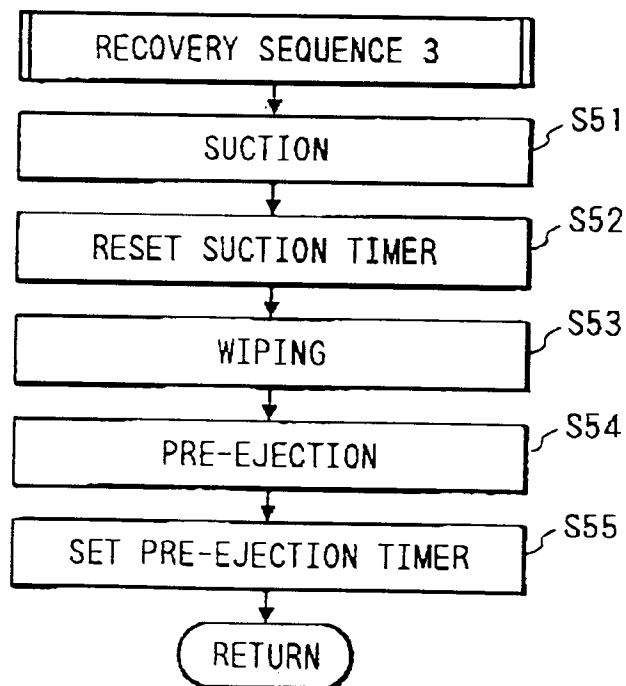 RECOVERY SEQUENCE 3
S51
SUCTION
S52
RESET SUCTION TIMER
S53
WIPING
S54
PRE-EJECTION
S55
SET PRE-EJECTION TIMER
RETURN